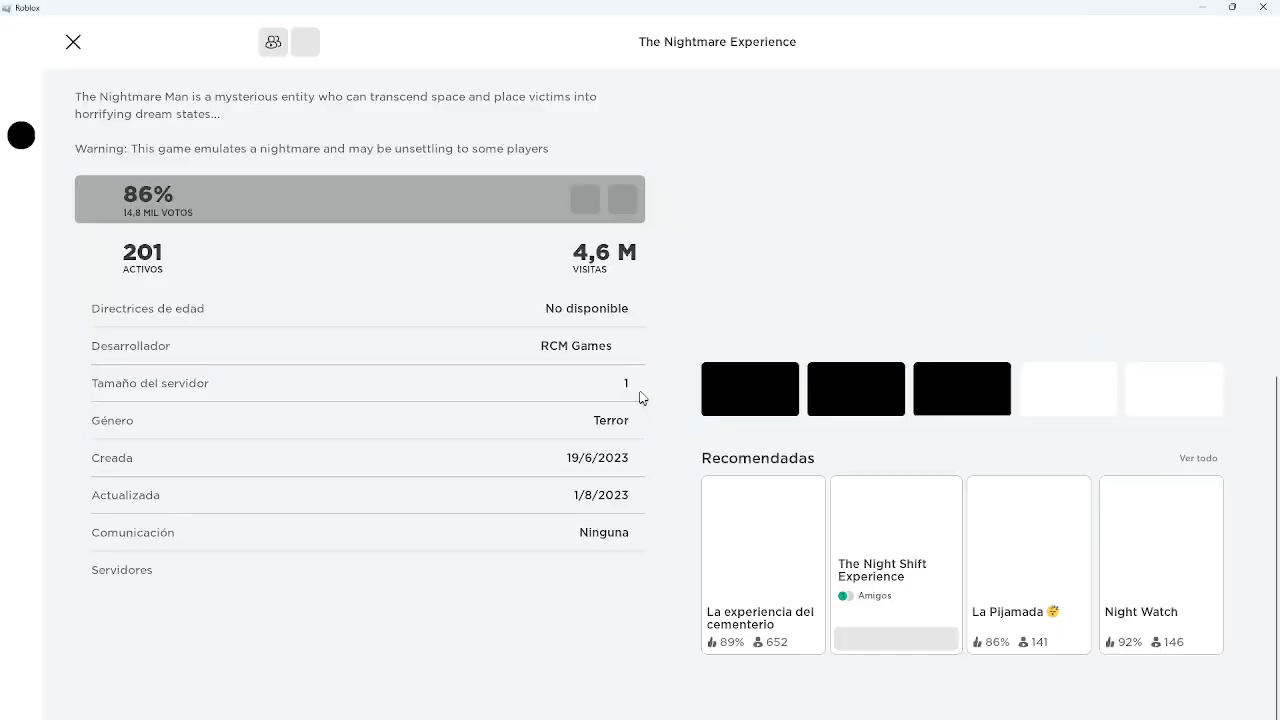 Roblox
The Nightmare Experience
The Nightmare Man is a mysterious entity who can transcend space and place victims into
horrifying dream states...
Warning: This game emulates a nightmare and may be unsettling to some players
86%
14,8 MIL VOTOS
201
ACTIVOS
4,6 M
VISITAS
Directrices de edad No disponible
Desarrollador RCM Games
Tamaño del servidor 1
Género Terror
Creada 19/6/2023
Actualizada 1/8/2023
Comunicación Ninguna
Servidores
Recomendadas Ver todo
La experiencia del
cementerio
89% 652
The Night Shift
Experience
Amigos
La Pijamada 😴
86% 141
Night Watch
92% 146